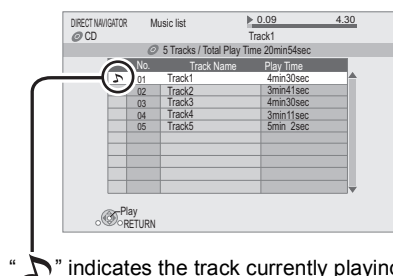 DIRECT NAVIGATOR Music list 0.09 4.30
CD Track1
5 Tracks / Total Play Time 20min54sec
No. Track Name Play Time
♪ 01 Track1 4min30sec
02 Track2 3min41sec
03 Track3 4min30sec
04 Track4 3min11sec
05 Track5 5min 2sec
Play
RETURN
“ ♪” indicates the track currently playing